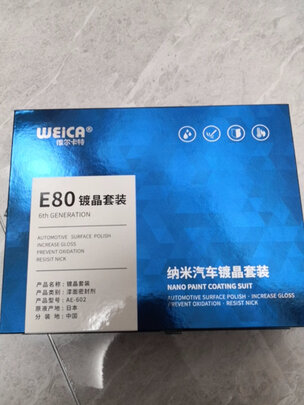 WEICA®
维尔卡特
E80 镀晶套装
6th GENERATION
AUTOMOTIVE SURFACE POLISH
INCREASE GLOSS
PREVENT OXIDATION
RESISIT NICK
产品名称：镀晶套装
产品类别：漆面密封剂
产品型号：AE-602
原液产地：日本
分装地：中国
纳米汽车镀晶套装
NANO PAINT COATING SUIT
AUTOMOTIVE SURFACE POLISH · INCREASE GLOSS
PREVENT OXIDATION · RESIST NICK